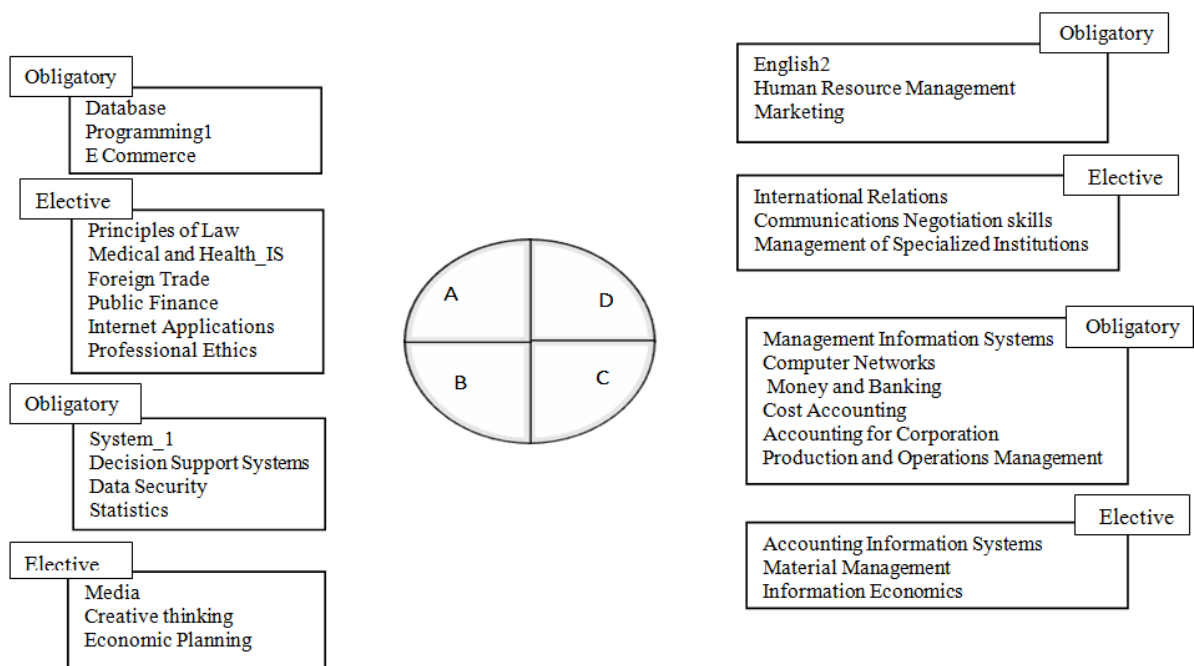 Obligatory
Database
Programming1
E Commerce
Elective
Principles of Law
Medical and Health_IS
Foreign Trade
Public Finance
Internet Applications
Professional Ethics
Obligatory
System_1
Decision Support Systems
Data Security
Statistics
Elective
Media
Creative thinking
Economic Planning
A
D
B
C
Obligatory
English2
Human Resource Management
Marketing
Elective
International Relations
Communications Negotiation skills
Management of Specialized Institutions
Obligatory
Management Information Systems
Computer Networks
Money and Banking
Cost Accounting
Accounting for Corporation
Production and Operations Management
Elective
Accounting Information Systems
Material Management
Information Economics